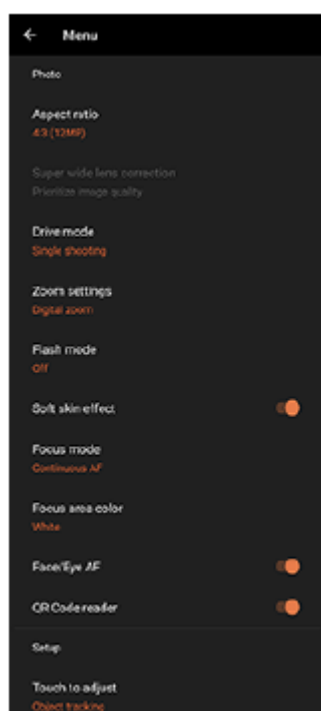 Menu
Photo
Aspect ratio
4:3 (12MP)
Super wide lens correction
Prioritize image quality
Drive mode
Single shooting
Zoom settings
Digital zoom
Flash mode
Off
Soft skin effect
Focus mode
Continuous AF
Focus area color
White
Face/Eye AF
QR Code reader
Setup
Touch to adjust
Object tracking